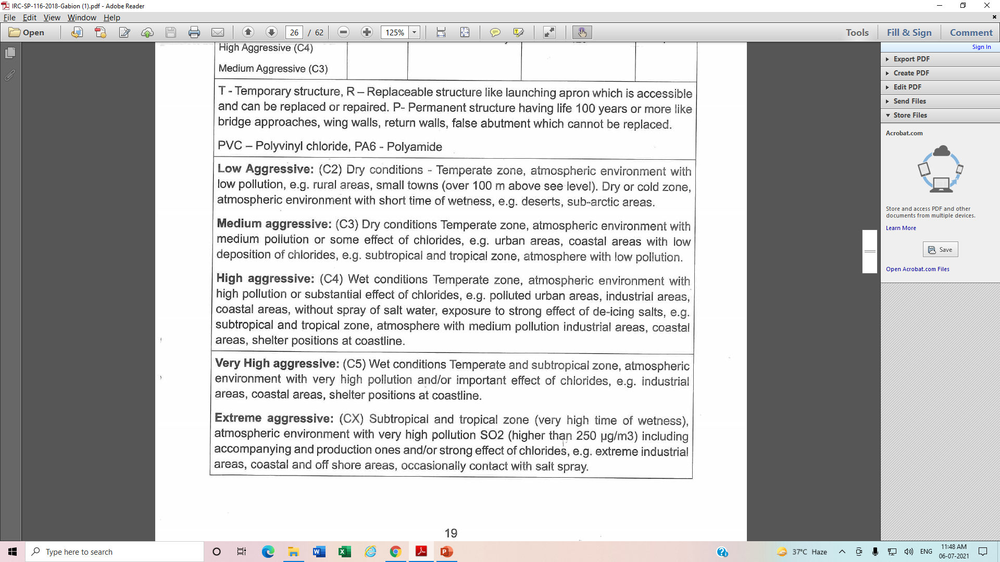 IRC-SP-116-2018-Gabion (1).pdf - Adobe Reader
File Edit View Window Help
Open 26 / 62 125% Tools Fill & Sign Comment
Sign In
Export PDF
Create PDF
Edit PDF
Send Files
Store Files
Acrobat.com
Store and access PDF and other
documents from multiple devices.
Learn More
Save
Open Acrobat.com Files
High Aggressive (C4)
Medium Aggressive (C3)
T - Temporary structure, R – Replaceable structure like launching apron which is accessible
and can be replaced or repaired. P- Permanent structure having life 100 years or more like
bridge approaches, wing walls, return walls, false abutment which cannot be replaced.
PVC – Polyvinyl chloride, PA6 - Polyamide
Low Aggressive: (C2) Dry conditions - Temperate zone, atmospheric environment with
low pollution, e.g. rural areas, small towns (over 100 m above see level). Dry or cold zone,
atmospheric environment with short time of wetness, e.g. deserts, sub-arctic areas.
Medium aggressive: (C3) Dry conditions Temperate zone, atmospheric environment with
medium pollution or some effect of chlorides, e.g. urban areas, coastal areas with low
deposition of chlorides, e.g. subtropical and tropical zone, atmosphere with low pollution.
High aggressive: (C4) Wet conditions Temperate zone, atmospheric environment with
high pollution or substantial effect of chlorides, e.g. polluted urban areas, industrial areas,
coastal areas, without spray of salt water, exposure to strong effect of de-icing salts, e.g.
subtropical and tropical zone, atmosphere with medium pollution industrial areas, coastal
areas, shelter positions at coastline.
Very High aggressive: (C5) Wet conditions Temperate and subtropical zone, atmospheric
environment with very high pollution and/or important effect of chlorides, e.g. industrial
areas, coastal areas, shelter positions at coastline.
Extreme aggressive: (CX) Subtropical and tropical zone (very high time of wetness),
atmospheric environment with very high pollution SO2 (higher than 250 µg/m3) including
accompanying and production ones and/or strong effect of chlorides, e.g. extreme industrial
areas, coastal and off shore areas, occasionally contact with salt spray.
19
Type here to search
37°C Haze
ENG
11:48 AM
06-07-2021